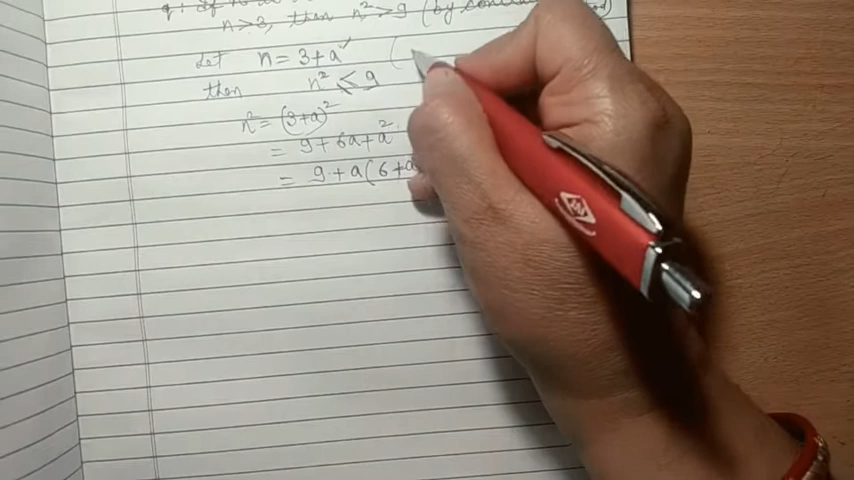 n>3, then n² > 9 (by
Let n = 3+a ✓ (
then n² ≤ 9
n² = (3+a)²
= 9+6a+a²
= 9+a(6+a